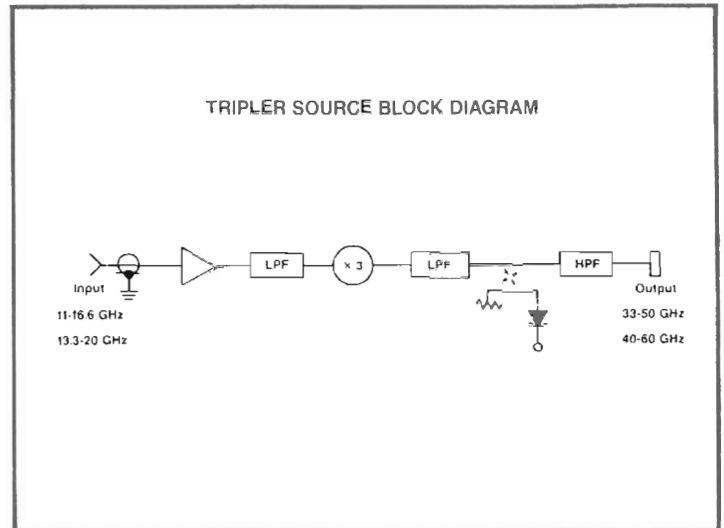 TRIPLER SOURCE BLOCK DIAGRAM
LPF
× 3
LPF
HPF
Input
Output
11-16.6 GHz
33-50 GHz
13.3-20 GHz
40-60 GHz